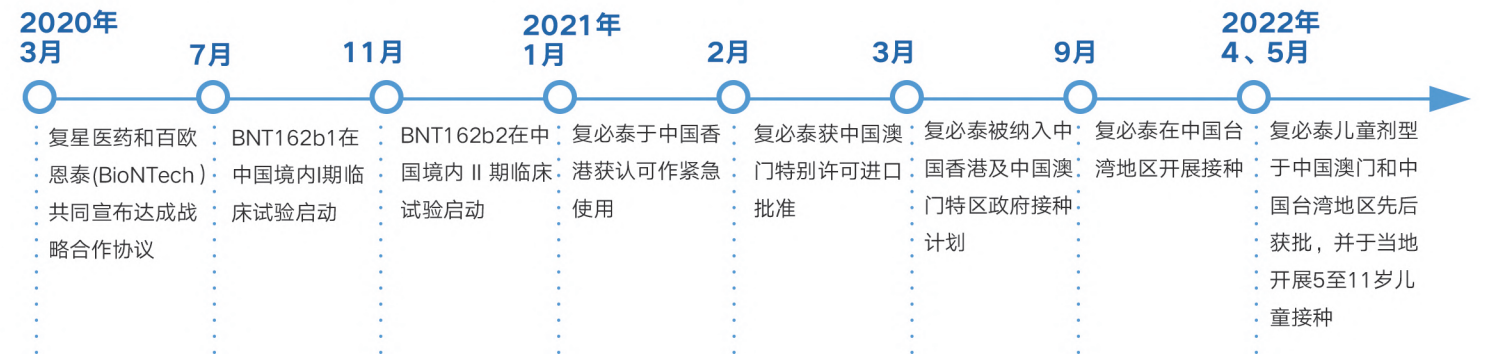 2020年
3月
复星医药和百欧
恩泰(BioNTech)
共同宣布达成战
略合作协议
7月
BNT162b1在
中国境内I期临
床试验启动
11月
BNT162b2在中
国境内 II 期临床
试验启动
2021年
1月
复必泰于中国香
港获认可作紧急
使用
2月
复必泰获中国澳
门特别许可进口
批准
3月
复必泰被纳入中
国香港及中国澳
门特区政府接种
计划
9月
复必泰在中国台
湾地区开展接种
2022年
4、5月
复必泰儿童剂型
于中国澳门和中
国台湾地区先后
获批，并于当地
开展5至11岁儿
童接种